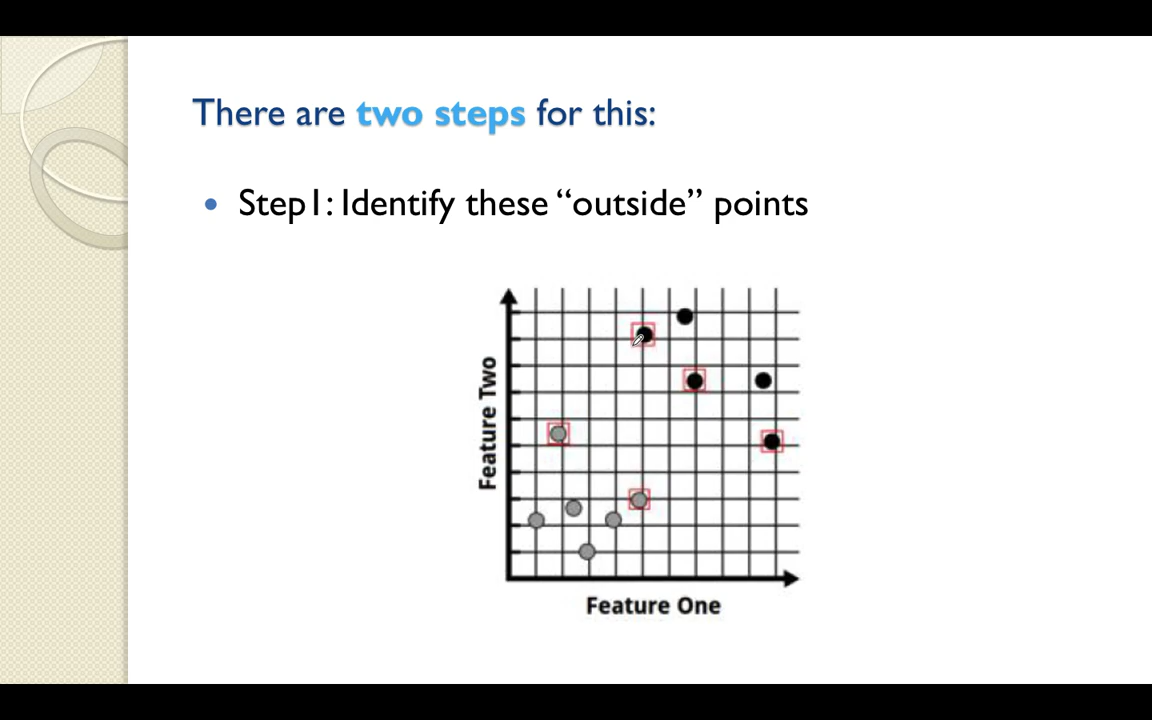 There are two steps for this:
• Step1: Identify these “outside” points
Feature Two
Feature One